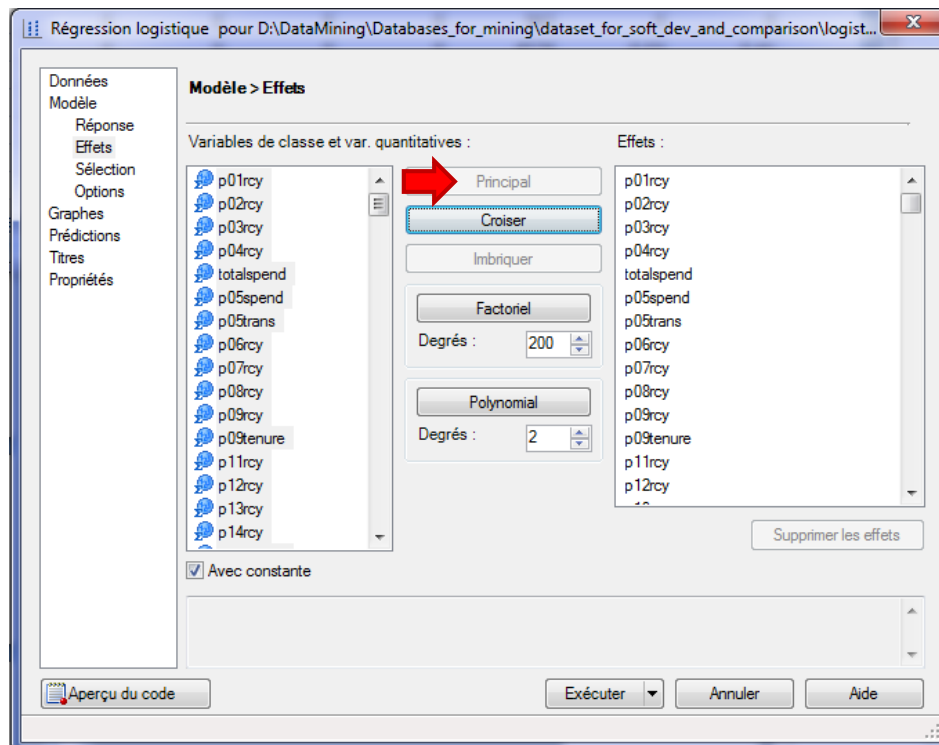 Régression logistique pour D:\DataMining\Databases_for_mining\dataset_for_soft_dev_and_comparison\logist...
Données
Modèle
Réponse
Effets
Sélection
Options
Graphes
Prédictions
Titres
Propriétés
Modèle > Effets
Variables de classe et var. quantitatives :
p01rcy
p02rcy
p03rcy
p04rcy
totalspend
p05spend
p05trans
p06rcy
p07rcy
p08rcy
p09rcy
p09tenure
p11rcy
p12rcy
p13rcy
p14rcy
Principal
Croiser
Imbriquer
Factoriel
Degrés : 200
Polynomial
Degrés : 2
Effets :
p01rcy
p02rcy
p03rcy
p04rcy
totalspend
p05spend
p05trans
p06rcy
p07rcy
p08rcy
p09rcy
p09tenure
p11rcy
p12rcy
Supprimer les effets
Avec constante
Aperçu du code
Exécuter
Annuler
Aide